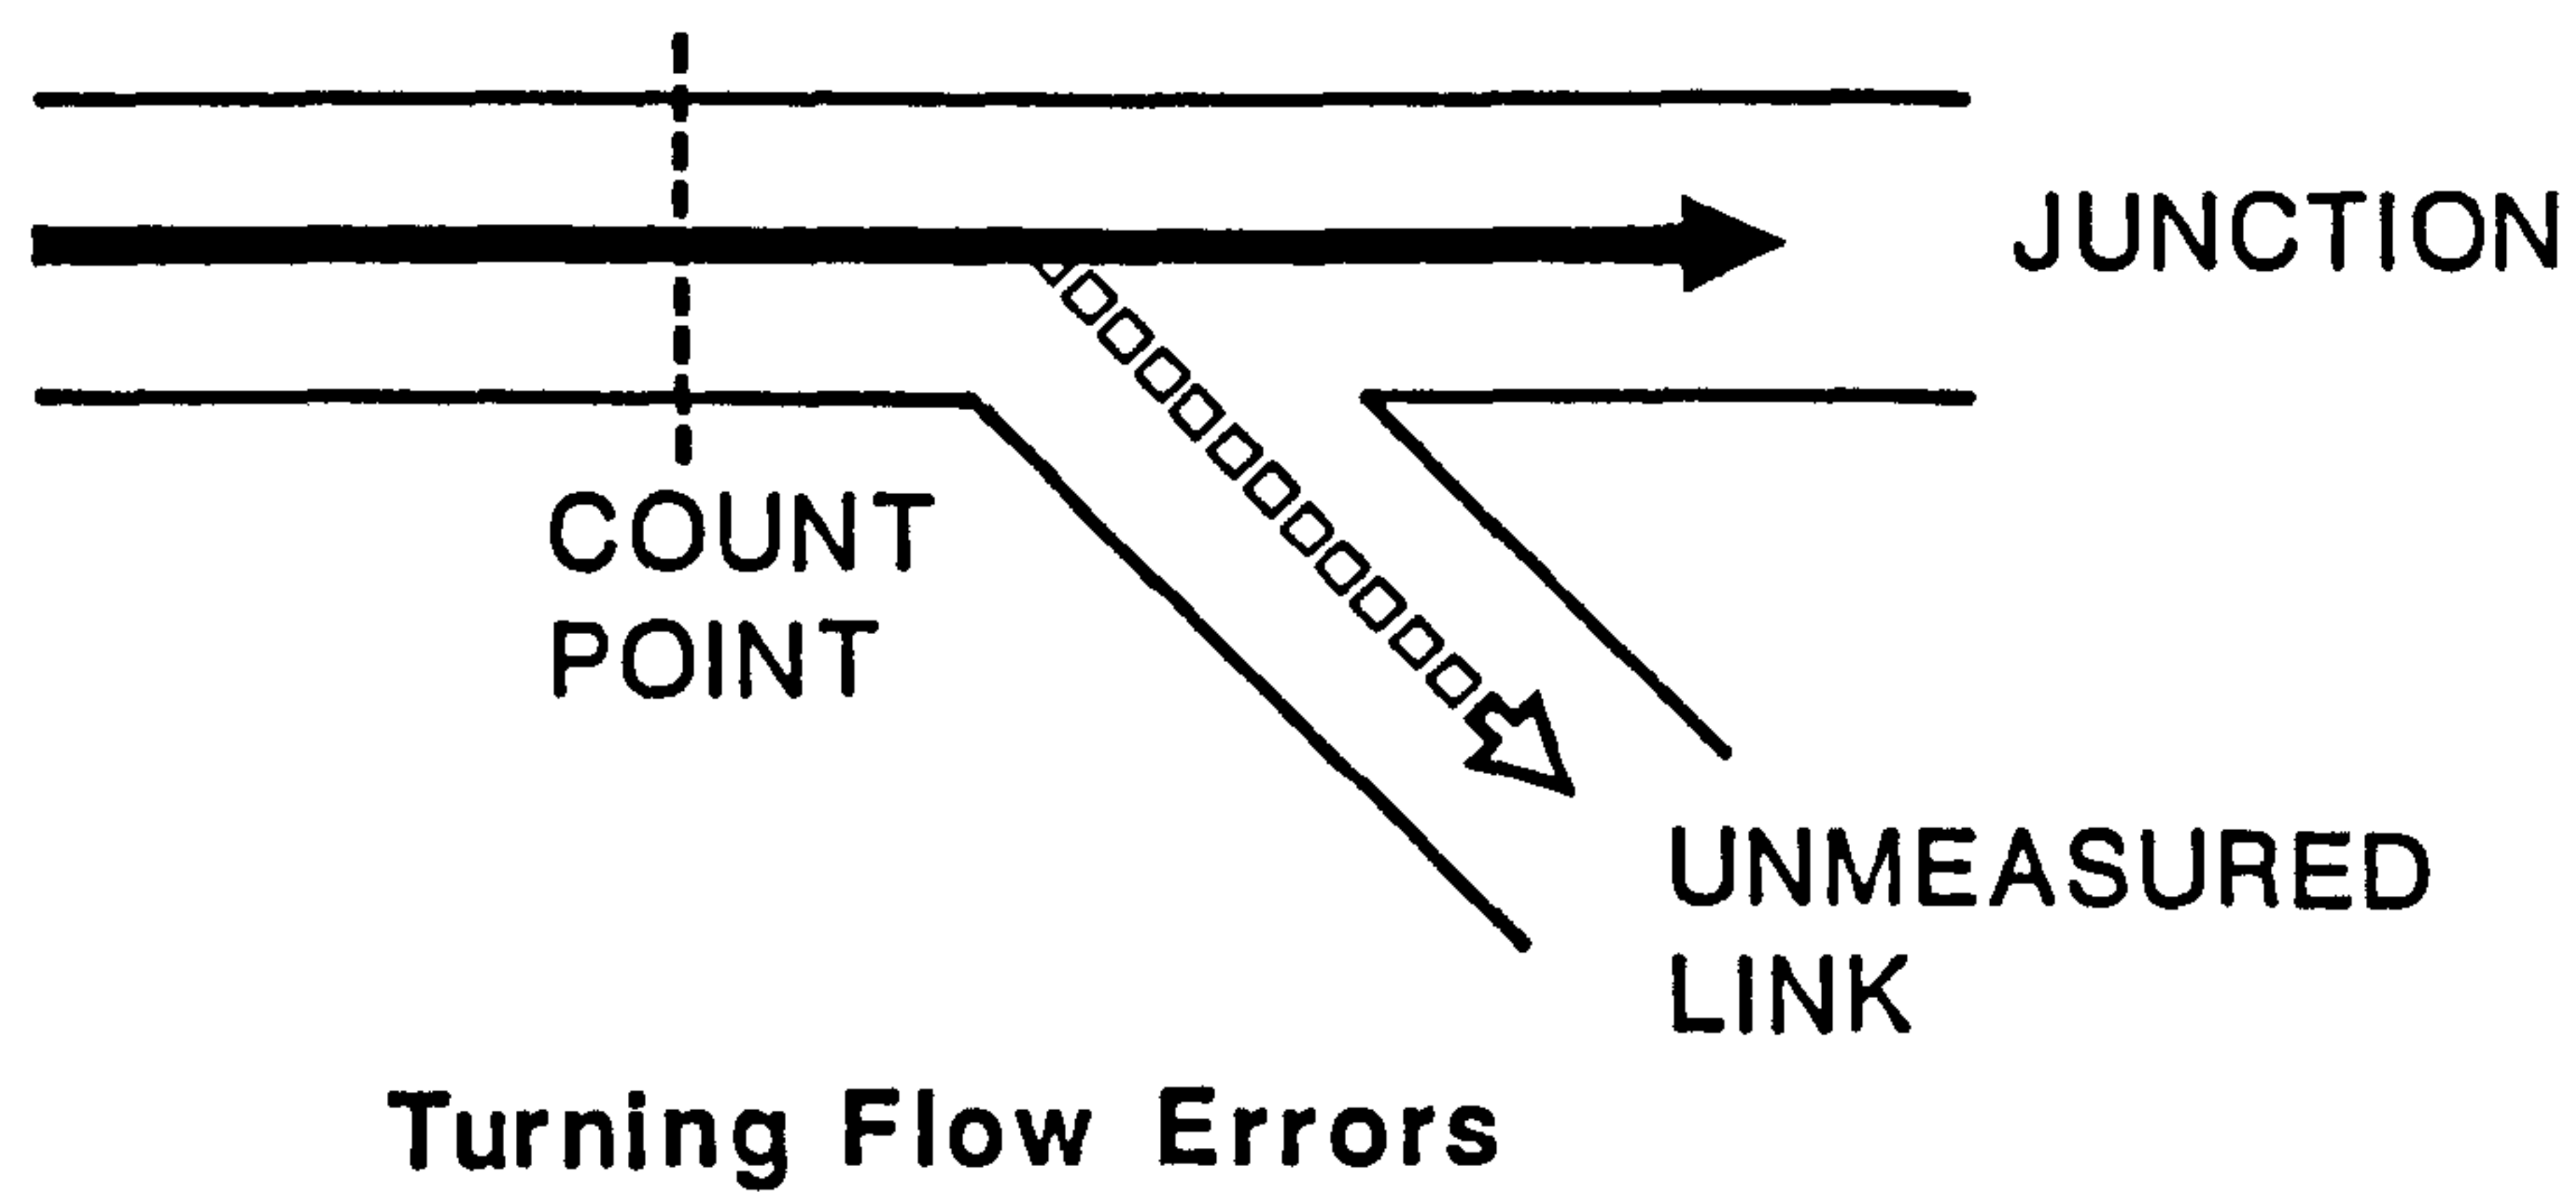 JUNCTION
COUNT
POINT
UNMEASURED
LINK
Turning Flow Errors